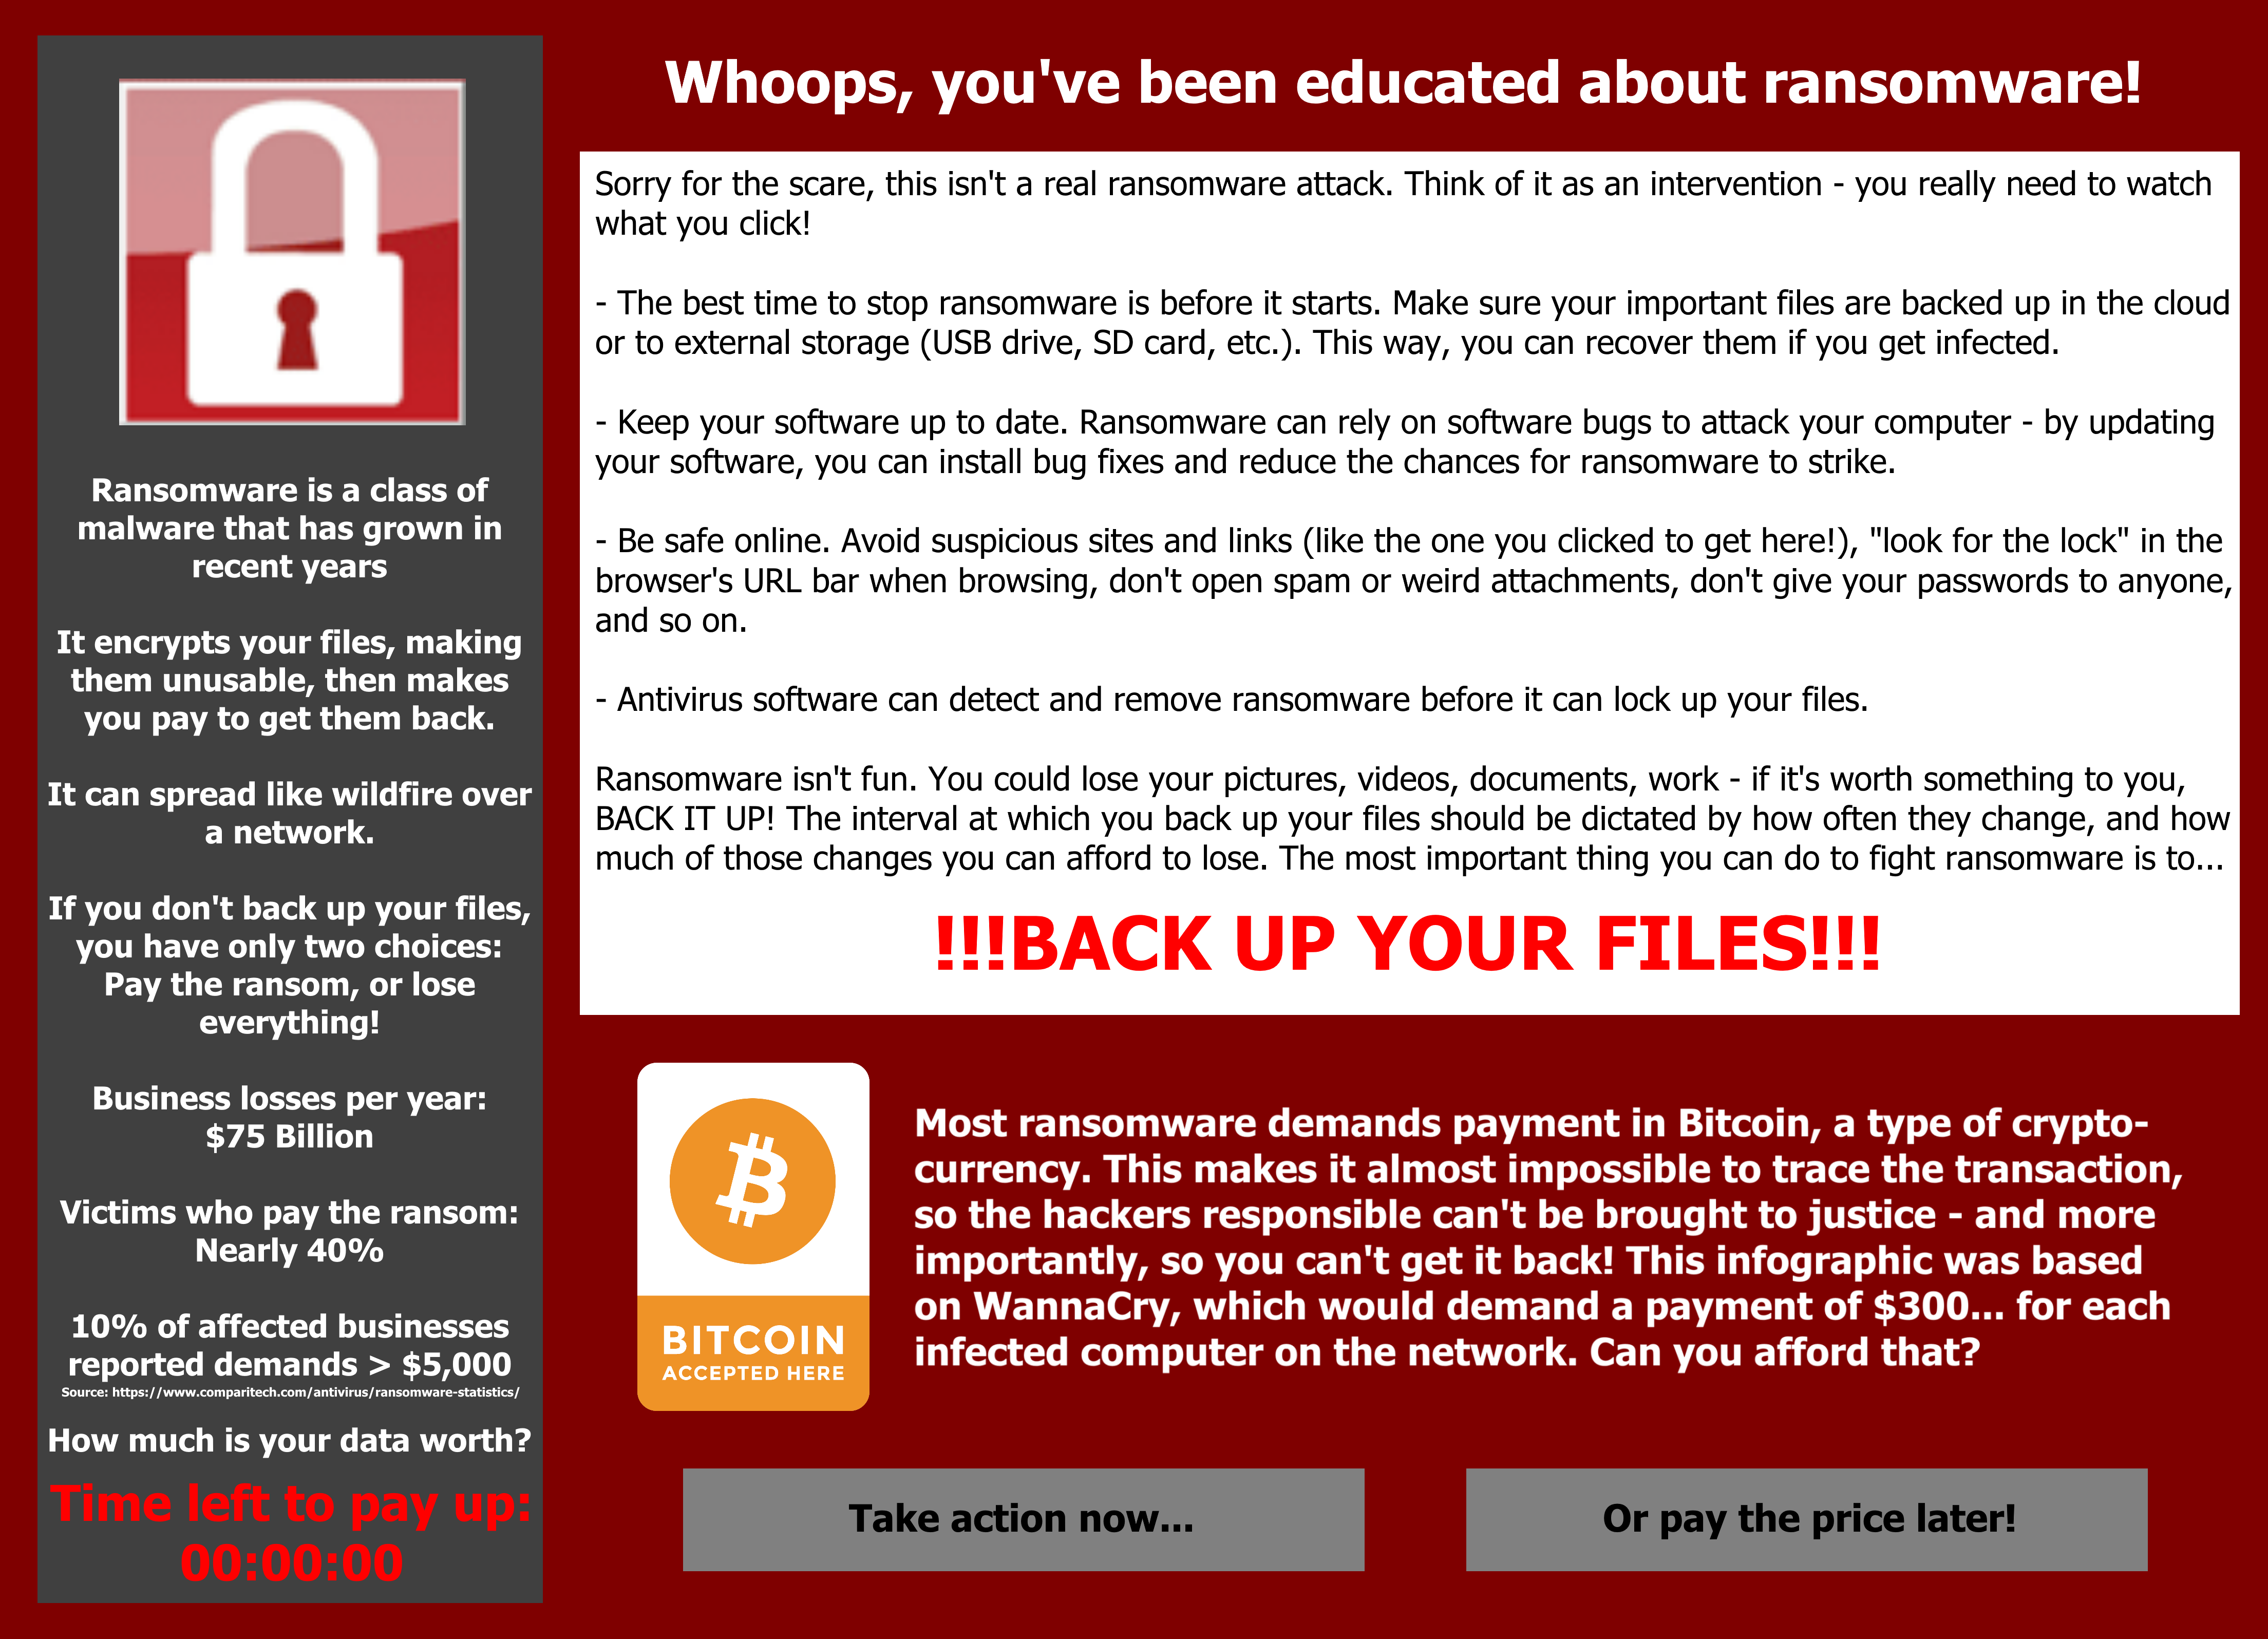 Whoops, you've been educated about ransomware!
Sorry for the scare, this isn't a real ransomware attack. Think of it as an intervention - you really need to watch
what you click!
- The best time to stop ransomware is before it starts. Make sure your important files are backed up in the cloud
or to external storage (USB drive, SD card, etc.). This way, you can recover them if you get infected.
- Keep your software up to date. Ransomware can rely on software bugs to attack your computer - by updating
your software, you can install bug fixes and reduce the chances for ransomware to strike.
- Be safe online. Avoid suspicious sites and links (like the one you clicked to get here!), "look for the lock" in the
browser's URL bar when browsing, don't open spam or weird attachments, don't give your passwords to anyone,
and so on.
- Antivirus software can detect and remove ransomware before it can lock up your files.
Ransomware isn't fun. You could lose your pictures, videos, documents, work - if it's worth something to you,
BACK IT UP! The interval at which you back up your files should be dictated by how often they change, and how
much of those changes you can afford to lose. The most important thing you can do to fight ransomware is to...
!!!BACK UP YOUR FILES!!!
Ransomware is a class of
malware that has grown in
recent years
It encrypts your files, making
them unusable, then makes
you pay to get them back.
It can spread like wildfire over
a network.
If you don't back up your files,
you have only two choices:
Pay the ransom, or lose
everything!
Business losses per year:
$75 Billion
Victims who pay the ransom:
Nearly 40%
10% of affected businesses
reported demands > $5,000
Source: https://www.comparitech.com/antivirus/ransomware-statistics/
How much is your data worth?
Time left to pay up:
00:00:00
BITCOIN
ACCEPTED HERE
Most ransomware demands payment in Bitcoin, a type of crypto-
currency. This makes it almost impossible to trace the transaction,
so the hackers responsible can't be brought to justice - and more
importantly, so you can't get it back! This infographic was based
on WannaCry, which would demand a payment of $300... for each
infected computer on the network. Can you afford that?
Take action now...
Or pay the price later!